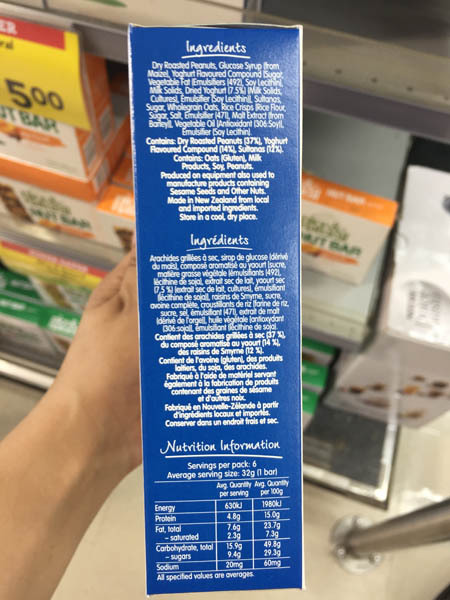 500
UT BAR
Ingredients
Dry Roasted Peanuts, Glucose Syrup (from
Maize), Yoghurt Flavoured Compound (Sugar,
Vegetable Fat (Emulsifiers (492), Soy Lecithin),
Milk Solids, Dried Yoghurt (7.5%) (Milk Solids,
Cultures), Emulsifier (Soy Lecithin)), Sultanas,
Sugar, Wholegrain Oats, Rice Crisps (Rice Flour,
Sugar, Salt, Emulsifier (471), Malt Extract (from
Barley)), Vegetable Oil (Antioxidant (306:Soy)),
Emulsifier (Soy Lecithin).
Contains: Dry Roasted Peanuts (37%), Yoghurt
Flavoured Compound (14%), Sultanas (12%).
Contains: Oats (Gluten), Milk
Products, Soy, Peanuts.
Produced on equipment also used to
manufacture products containing
Sesame Seeds and Other Nuts.
Made in New Zealand from local
and imported ingredients.
Store in a cool, dry place.
Ingrédients
Arachides grillées à sec, sirop de glucose (dérivé
du maïs), composé aromatisé au yaourt (sucre,
matière grasse végétale (émulsifiants (492),
lécithine de soja), extrait sec de lait, yaourt sec
(7,5 %) (extrait sec de lait, cultures), émulsifiant
(lécithine de soja)), raisins de Smyrne, sucre,
avoine complète, croustillants de riz (farine de riz,
sucre, sel, émulsifiant (471), extrait de malt
(dérivé de l'orge)), huile végétale (antioxydant
(306:soja)), émulsifiant (lécithine de soja).
Contient des arachides grillées à sec (37 %),
du composé aromatisé au yaourt (14 %),
des raisins de Smyrne (12 %).
Contient de l'avoine (gluten), des produits
laitiers, du soja, des arachides.
Fabriqué à l'aide de matériel servant
également à la fabrication de produits
contenant des graines de sésame
et d'autres noix.
Fabriqué en Nouvelle-Zélande à partir
d'ingrédients locaux et importés.
Conserver dans un endroit frais et sec.
Nutrition Information
Servings per pack: 6
Average serving size: 32g (1 bar)
Avg. Quantity Avg. Quantity
per serving per 100g
Energy 630kJ 1980kJ
Protein 4.8g 15.0g
Fat, total 7.6g 23.7g
– saturated 2.3g 7.3g
Carbohydrate, total 15.9g 49.8g
– sugars 9.4g 29.3g
Sodium 20mg 60mg
All specified values are averages.
NUT BAR
NUT BAR